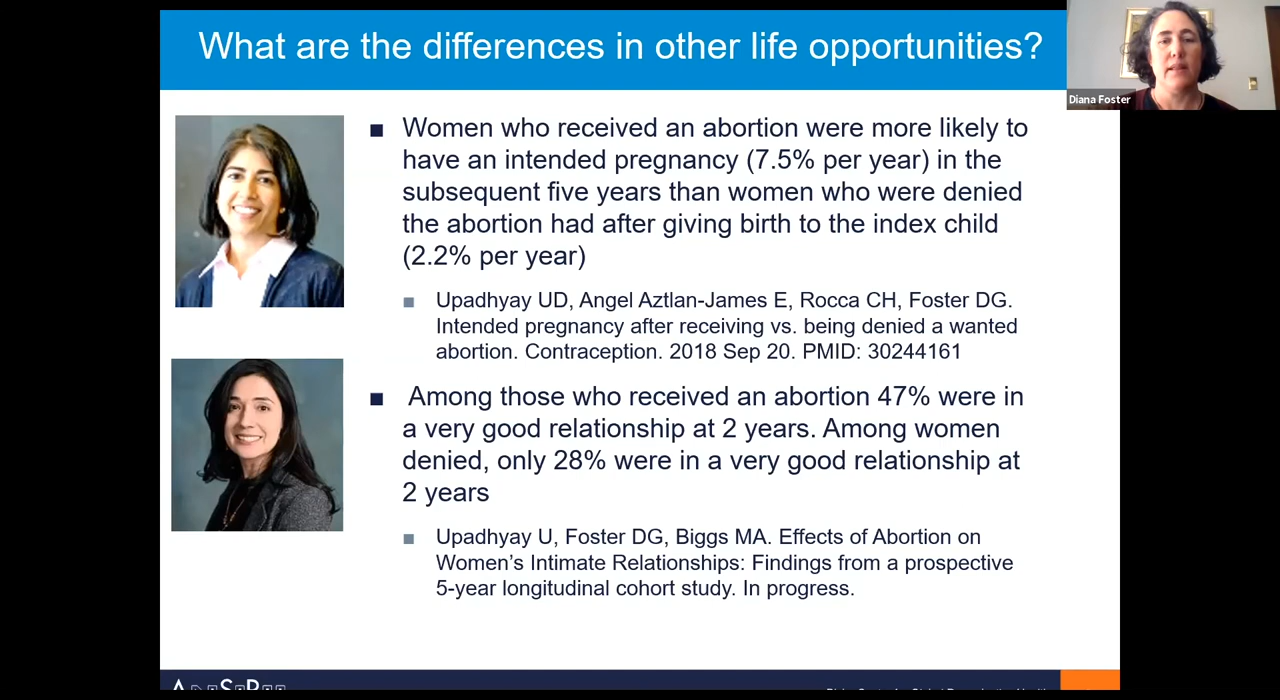 What are the differences in other life opportunities?
Diana Foster
■ Women who received an abortion were more likely to
have an intended pregnancy (7.5% per year) in the
subsequent five years than women who were denied
the abortion had after giving birth to the index child
(2.2% per year)
■ Upadhyay UD, Angel Aztlan-James E, Rocca CH, Foster DG.
Intended pregnancy after receiving vs. being denied a wanted
abortion. Contraception. 2018 Sep 20. PMID: 30244161
■ Among those who received an abortion 47% were in
a very good relationship at 2 years. Among women
denied, only 28% were in a very good relationship at
2 years
■ Upadhyay U, Foster DG, Biggs MA. Effects of Abortion on
Women’s Intimate Relationships: Findings from a prospective
5-year longitudinal cohort study. In progress.